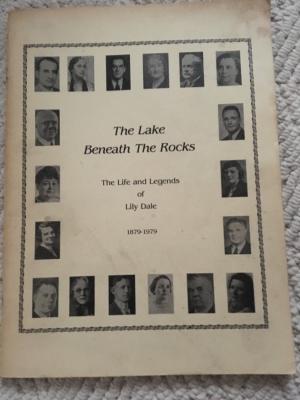 The Lake
Beneath The Rocks
The Life and Legends
of
Lily Dale
1879-1979